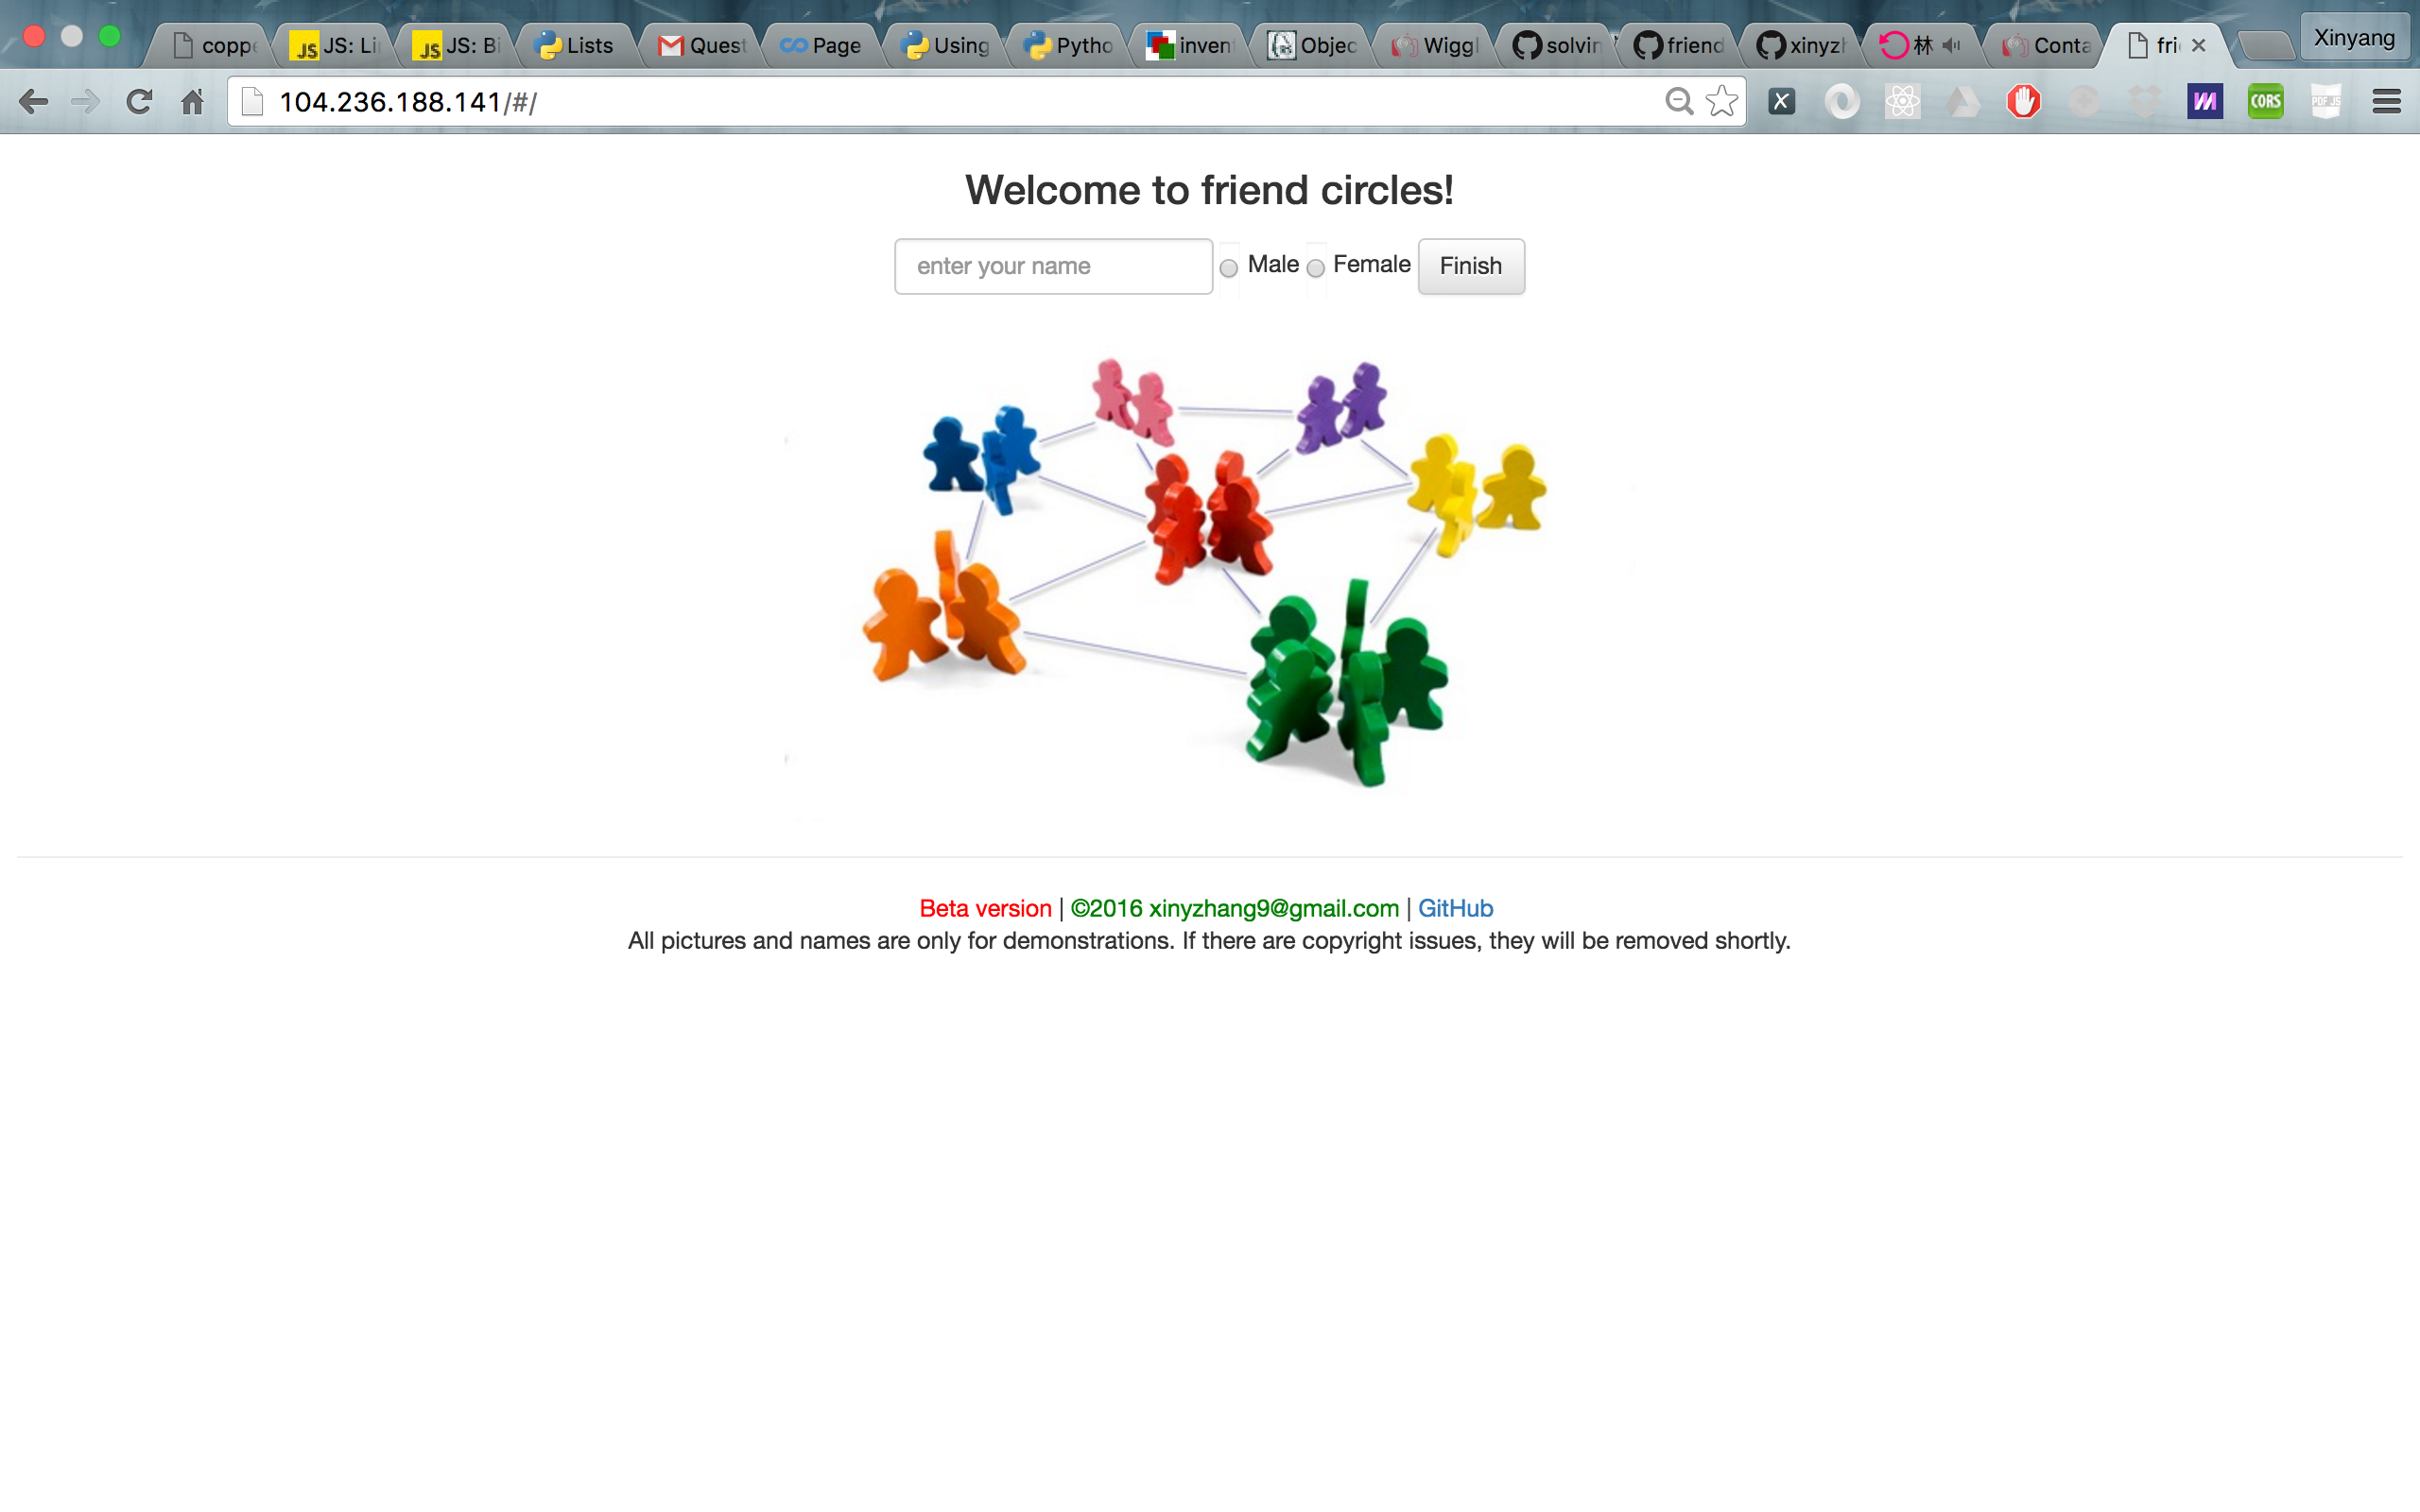 coppe JS: Li JS: Bi Lists Quest Page Using Pytho inven Objec Wiggl solvin friend xinyzh 林 Conta fri Xinyang
104.236.188.141/#/
Welcome to friend circles!
enter your name Male Female Finish
Beta version | ©2016 xinyzhang9@gmail.com | GitHub
All pictures and names are only for demonstrations. If there are copyright issues, they will be removed shortly.